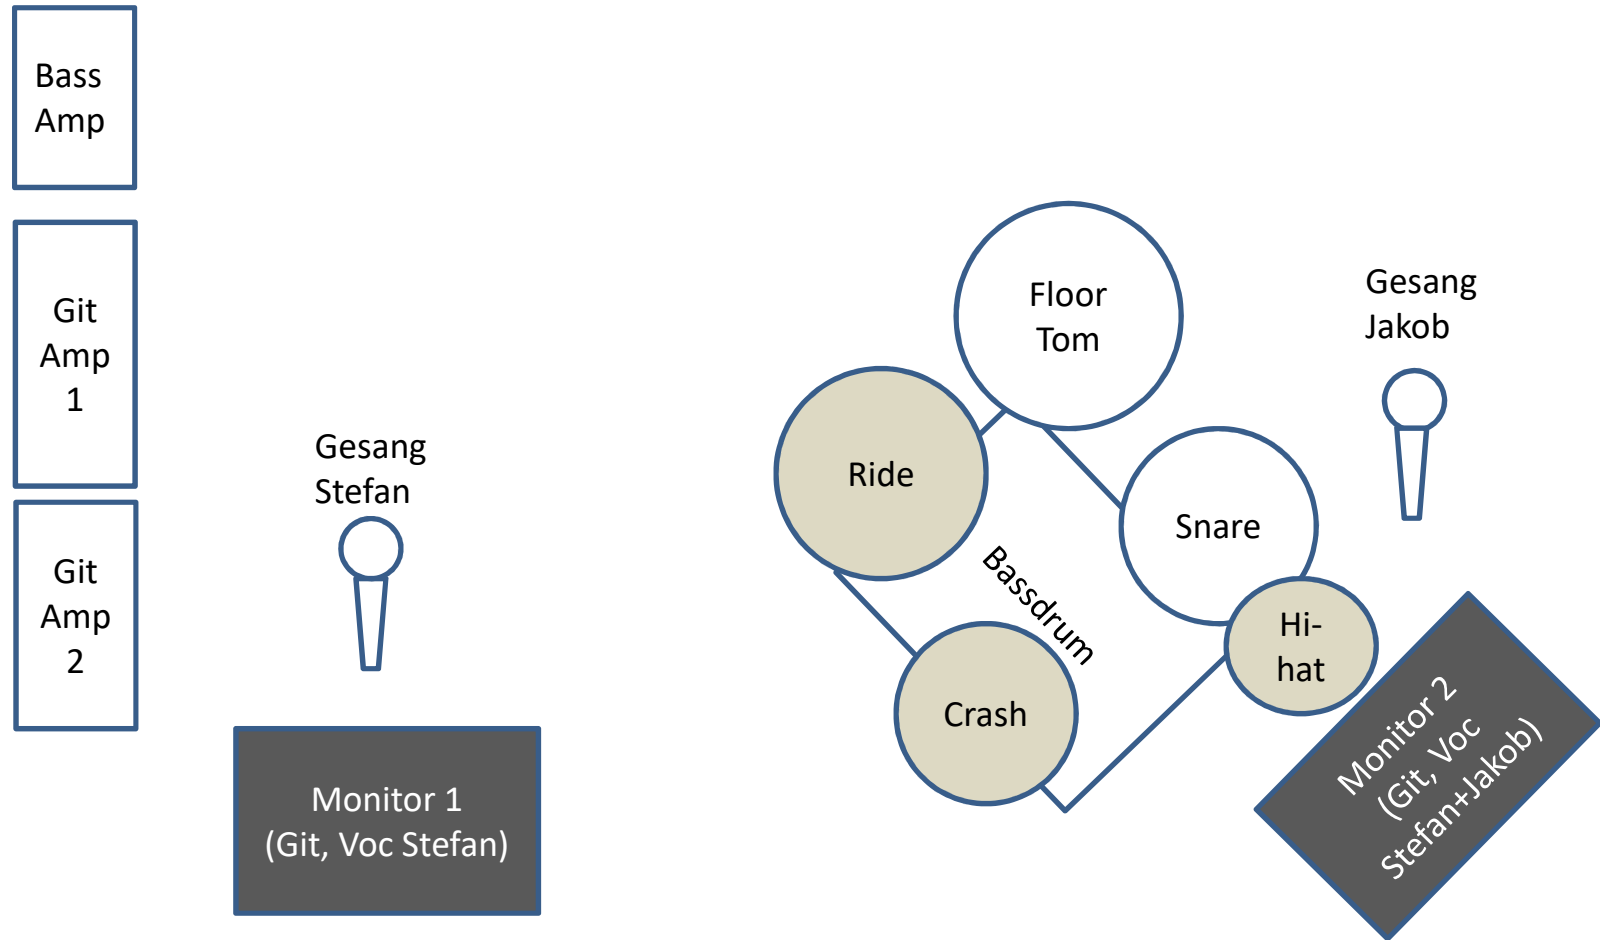 Bass
Amp
Git
Amp
1
Git
Amp
2
Gesang
Stefan
Monitor 1
(Git, Voc Stefan)
Floor
Tom
Ride
Snare
Bassdrum
Crash
Hi-
hat
Gesang
Jakob
Monitor 2
(Git, Voc
Stefan+Jakob)